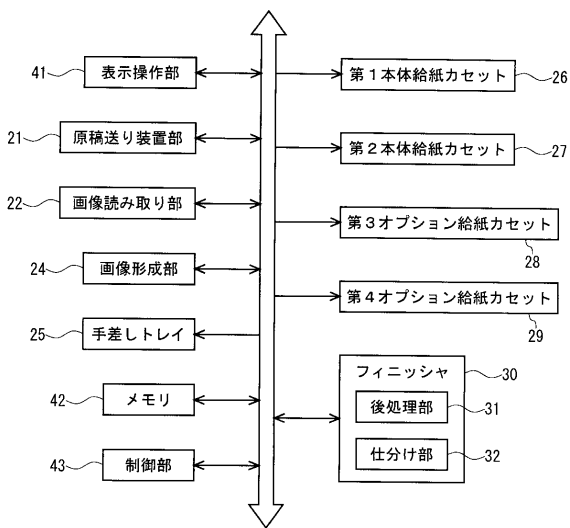 41
表示操作部
21
原稿送り装置部
22
画像読み取り部
24
画像形成部
25
手差しトレイ
42
メモリ
43
制御部
第1本体給紙カセット
26
第2本体給紙カセット
27
第3オプション給紙カセット
28
第4オプション給紙カセット
29
フィニッシャ
30
後処理部
31
仕分け部
32